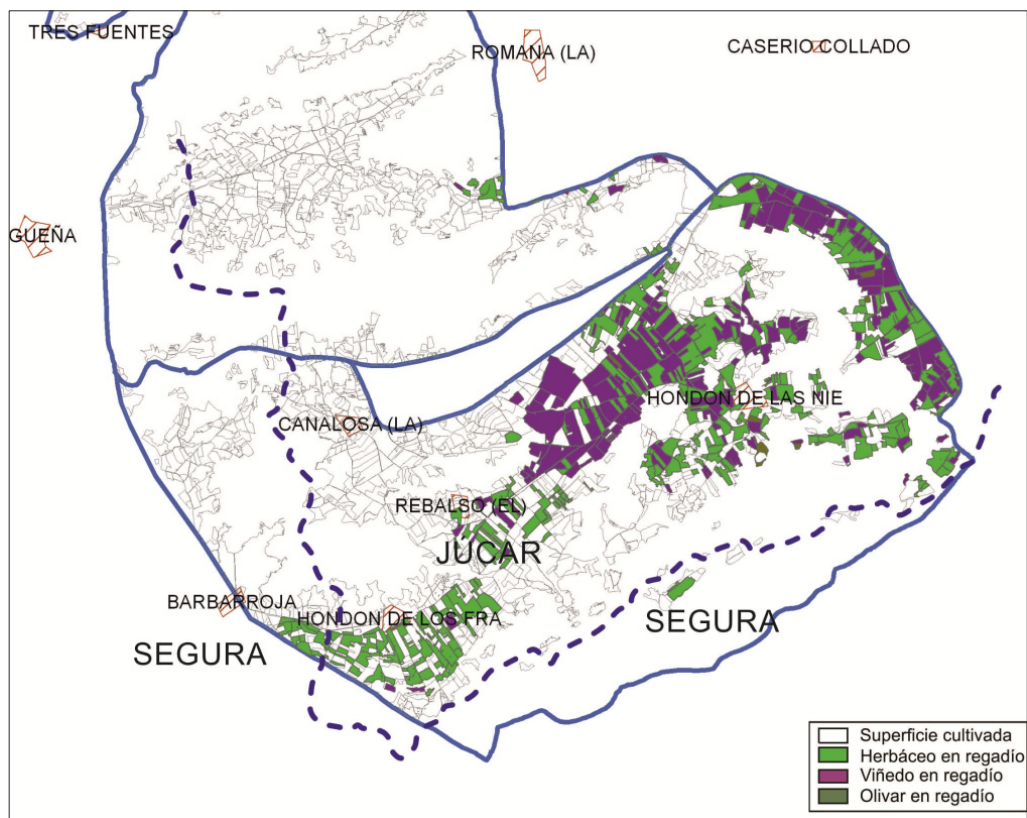 TRES FUENTES
ROMANA (LA)
CASERIO COLLADO
GUEÑA
CANALOSA (LA)
HONDON DE LAS NIE
REBALSO (EL)
JUCAR
BARBARROJA
HONDON DE LOS FRA
SEGURA
SEGURA
Superficie cultivada
Herbáceo en regadío
Viñedo en regadío
Olivar en regadío